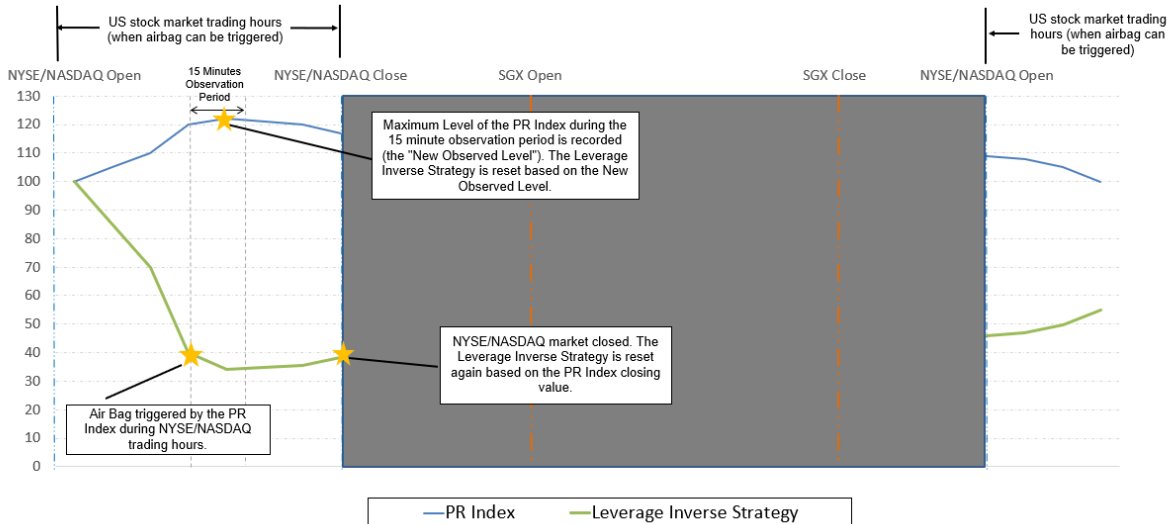 US stock market trading hours
(when airbag can be triggered)
US stock market trading
hours (when airbag can
be triggered)
NYSE/NASDAQ Open
15 Minutes
Observation
Period
NYSE/NASDAQ Close
SGX Open
SGX Close
NYSE/NASDAQ Open
130
120
110
100
90
80
70
60
50
40
30
20
10
0
Maximum Level of the PR Index during the
15 minute observation period is recorded
(the "New Observed Level"). The Leverage
Inverse Strategy is reset based on the New
Observed Level.
NYSE/NASDAQ market closed. The
Leverage Inverse Strategy is reset
again based on the PR Index closing
value.
Air Bag triggered by the PR
Index during NYSE/NASDAQ
trading hours.
PR Index
Leverage Inverse Strategy